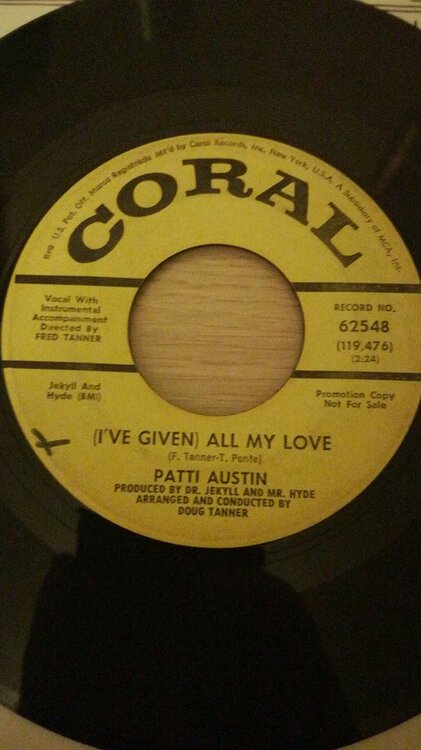 Reg. U.S. Pat. Off. Marca Registrada Mf'd by Coral Records, Inc. New York, U.S.A. A Subsidiary of MCA, Inc.
CORAL
Vocal With
Instrumental
Accompaniment
Directed By
FRED TANNER
RECORD NO.
62548
(119,476)
(2:24)
Jekyll And
Hyde (BMI)
Promotion Copy
Not For Sale
(I'VE GIVEN) ALL MY LOVE
(F. Tanner-T. Ponte)
PATTI AUSTIN
PRODUCED BY DR. JEKYLL AND MR. HYDE
ARRANGED AND CONDUCTED BY
DOUG TANNER